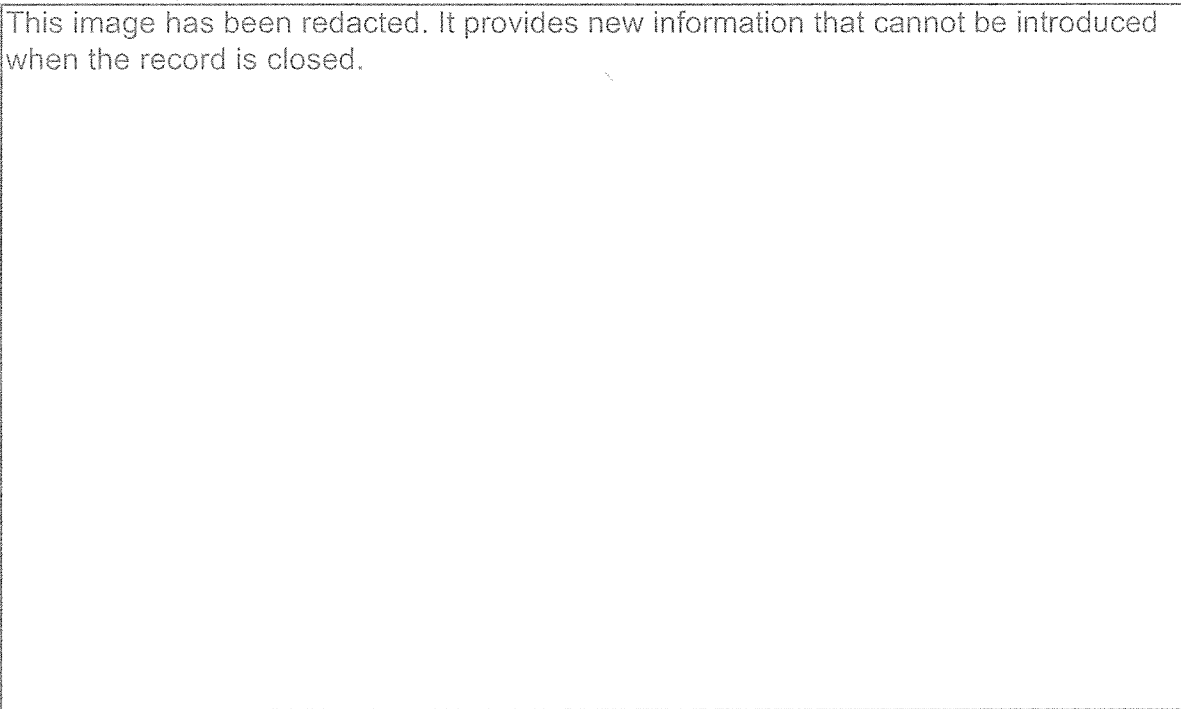 This image has been redacted. It provides new information that cannot be introduced
when the record is closed.